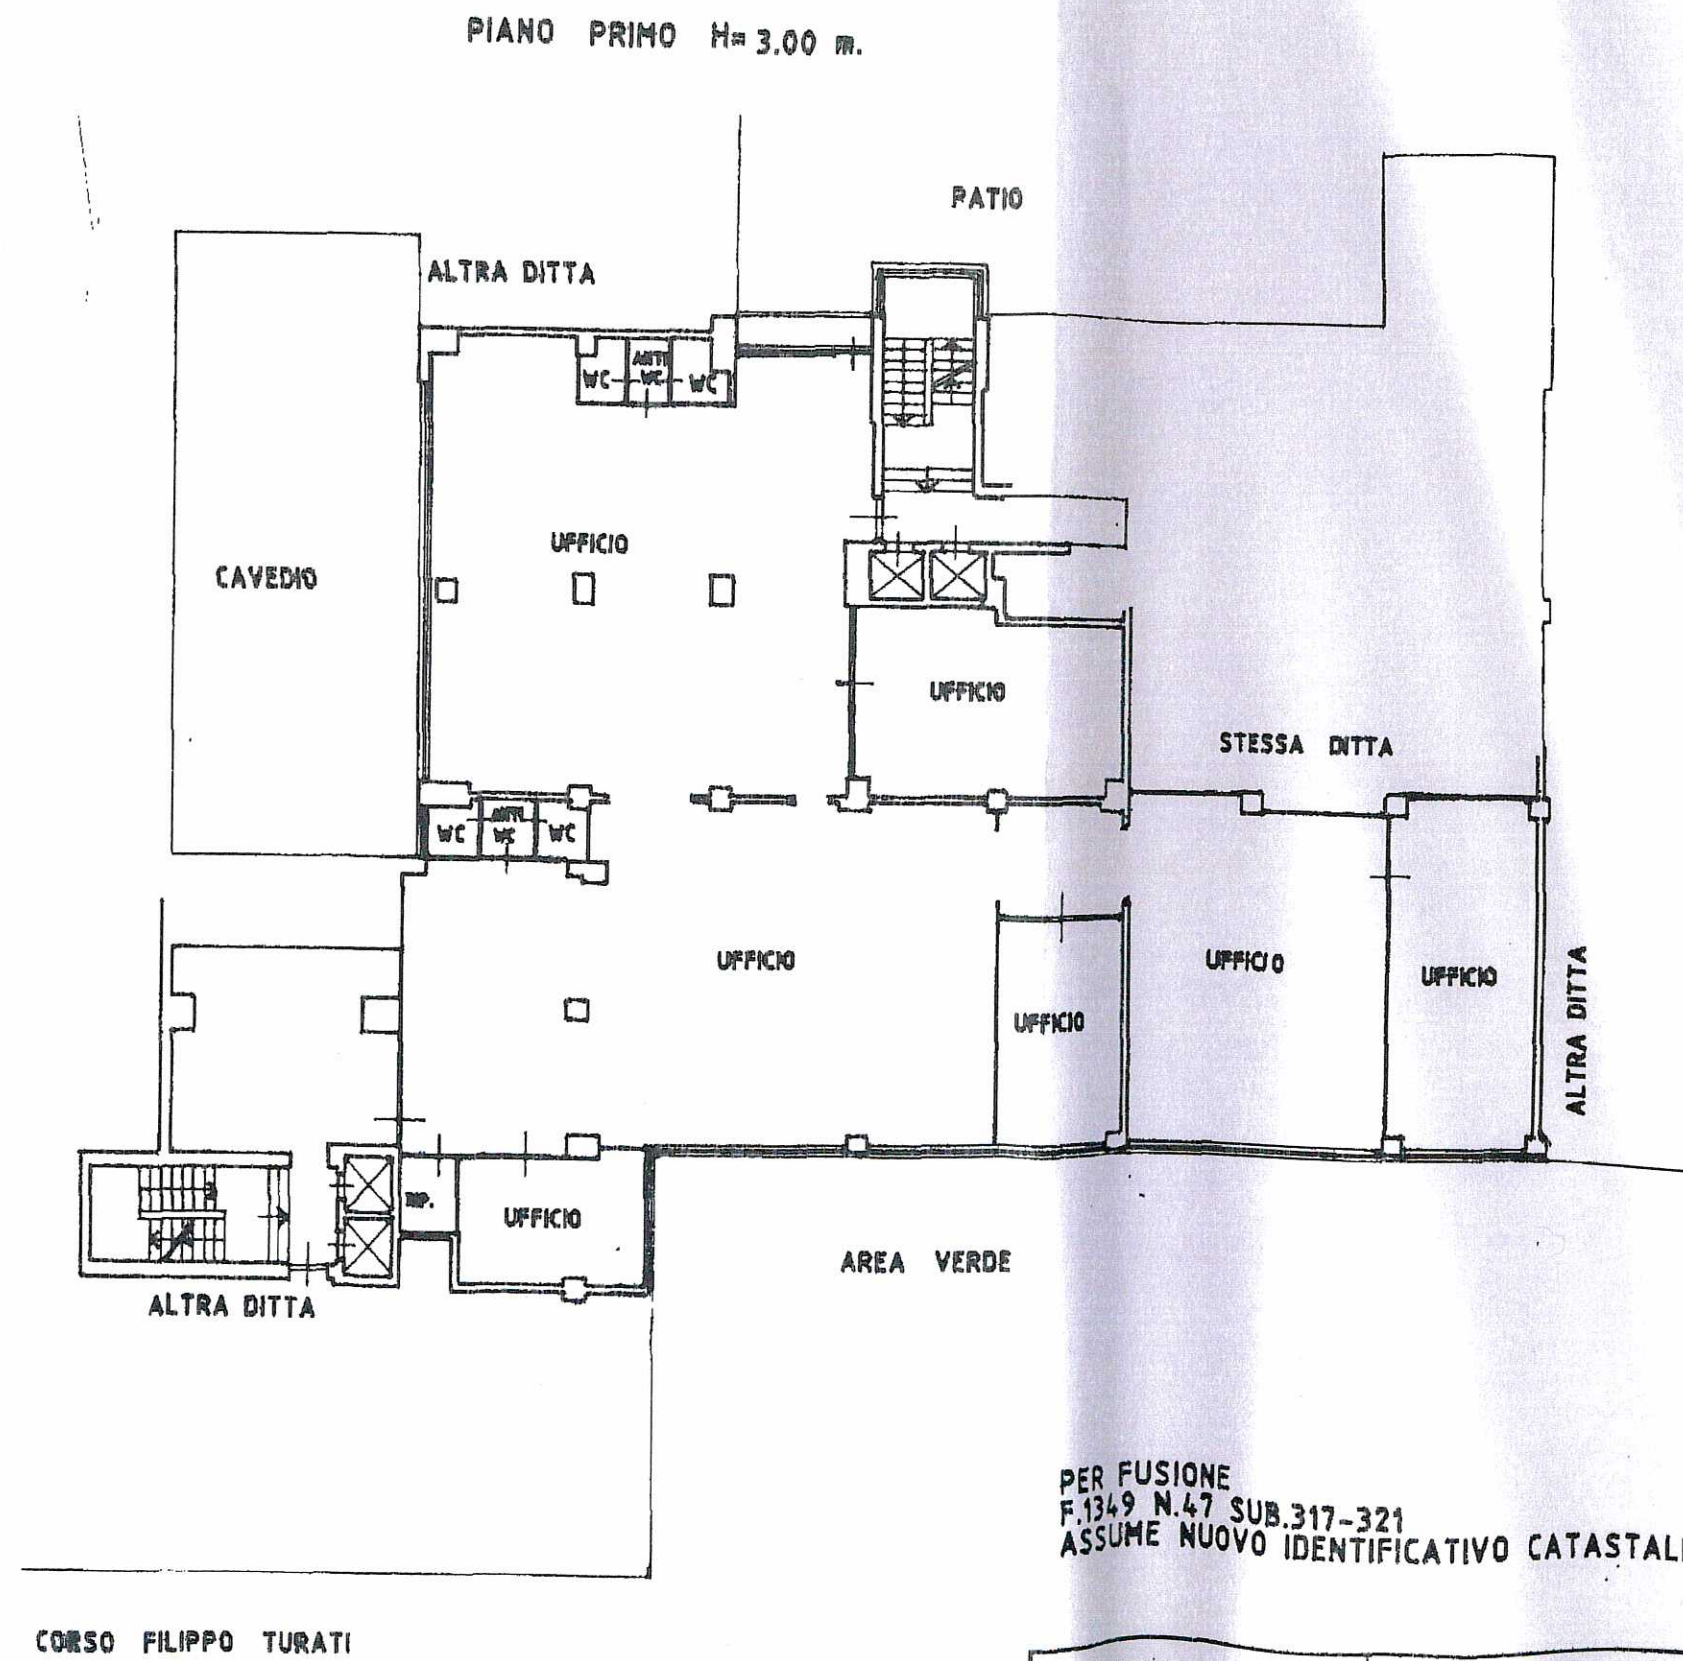 PIANO PRIMO H= 3.00 m.
PATIO
ALTRA DITTA
WC
ANTI
WC
WC
UFFICIO
CAVEDIO
UFFICIO
STESSA DITTA
WC
ANTI
WC
WC
UFFICIO
UFFICIO
UFFICIO
UFFICIO
ALTRA DITTA
RIP.
UFFICIO
AREA VERDE
ALTRA DITTA
PER FUSIONE
F.1349 N.47 SUB.317-321
ASSUME NUOVO IDENTIFICATIVO CATASTAL
CORSO FILIPPO TURATI